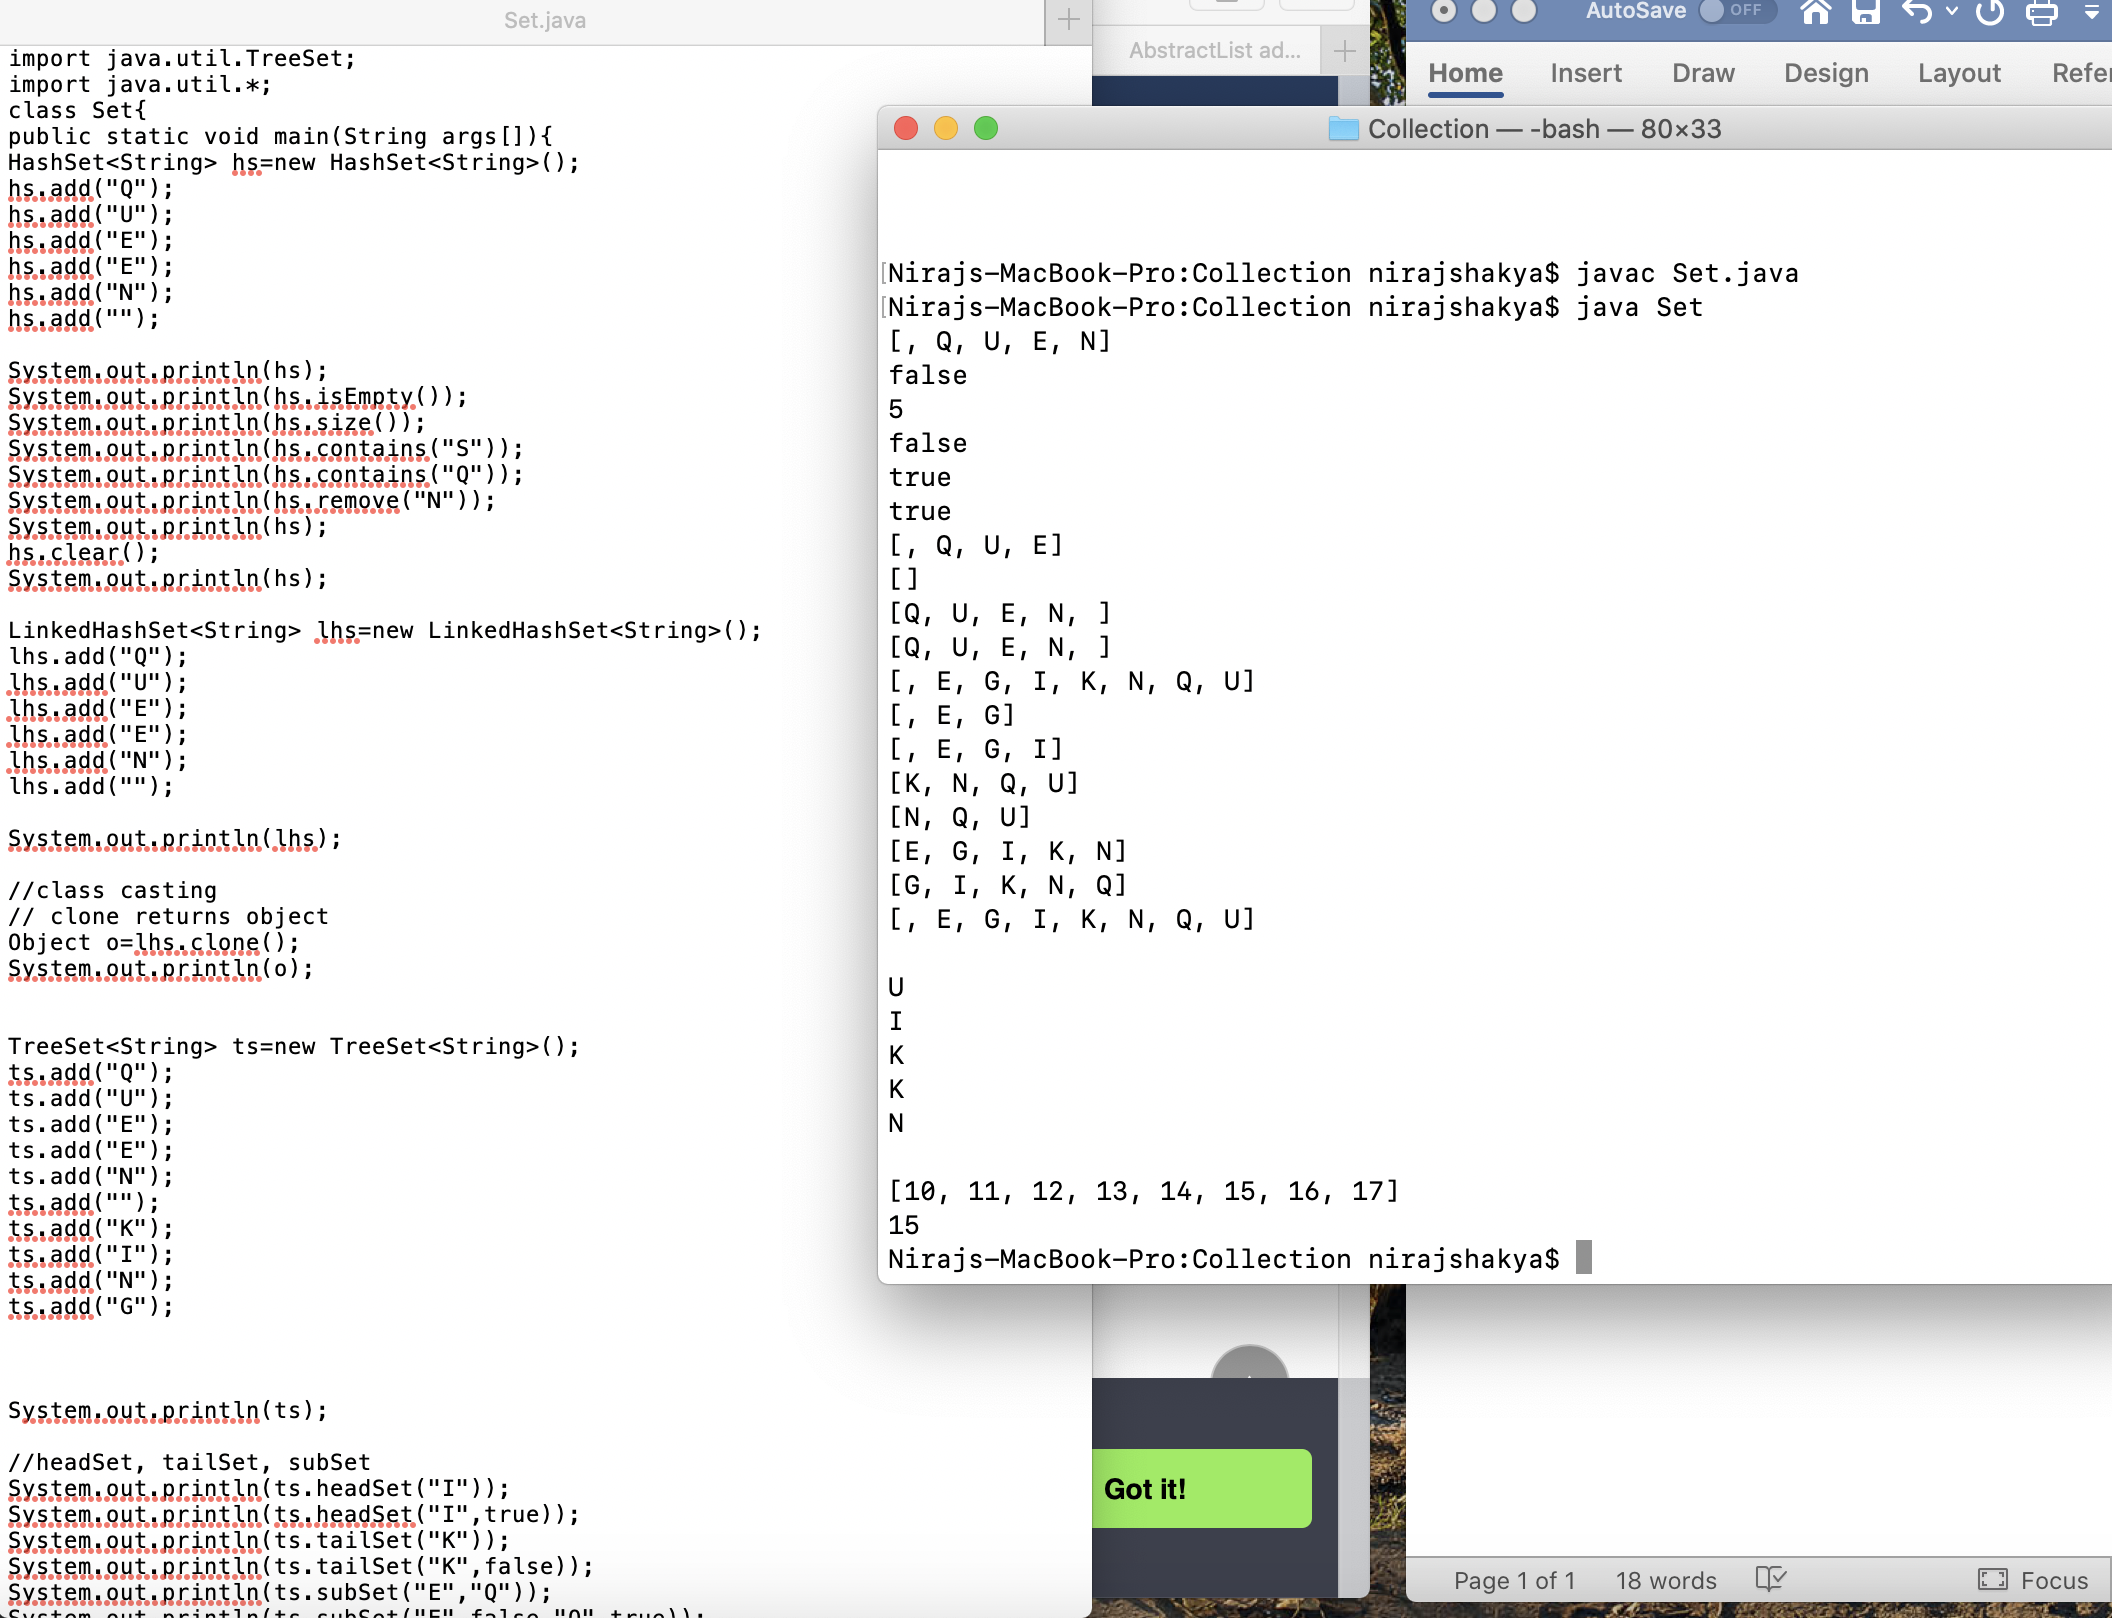 Set.java
import java.util.TreeSet;
import java.util.*;
class Set{
public static void main(String args[]){
HashSet<String> hs=new HashSet<String>();
hs.add("Q");
hs.add("U");
hs.add("E");
hs.add("E");
hs.add("N");
hs.add("");
System.out.println(hs);
System.out.println(hs.isEmpty());
System.out.println(hs.size());
System.out.println(hs.contains("S"));
System.out.println(hs.contains("Q"));
System.out.println(hs.remove("N"));
System.out.println(hs);
hs.clear();
System.out.println(hs);
LinkedHashSet<String> lhs=new LinkedHashSet<String>();
lhs.add("Q");
lhs.add("U");
lhs.add("E");
lhs.add("E");
lhs.add("N");
lhs.add("");
System.out.println(lhs);
//class casting
// clone returns object
Object o=lhs.clone();
System.out.println(o);
TreeSet<String> ts=new TreeSet<String>();
ts.add("Q");
ts.add("U");
ts.add("E");
ts.add("E");
ts.add("N");
ts.add("");
ts.add("K");
ts.add("I");
ts.add("N");
ts.add("G");
System.out.println(ts);
//headSet, tailSet, subSet
System.out.println(ts.headSet("I"));
System.out.println(ts.headSet("I",true));
System.out.println(ts.tailSet("K"));
System.out.println(ts.tailSet("K",false));
System.out.println(ts.subSet("E","Q"));
System.out.println(ts.subSet("E",false,"Q",true));
AbstractList ad...
AutoSave OFF
Home Insert Draw Design Layout Refer
Collection — -bash — 80×33
Nirajs-MacBook-Pro:Collection nirajshakya$ javac Set.java
Nirajs-MacBook-Pro:Collection nirajshakya$ java Set
[, Q, U, E, N]
false
5
false
true
true
[, Q, U, E]
[]
[Q, U, E, N, ]
[Q, U, E, N, ]
[, E, G, I, K, N, Q, U]
[, E, G]
[, E, G, I]
[K, N, Q, U]
[N, Q, U]
[E, G, I, K, N]
[G, I, K, N, Q]
[, E, G, I, K, N, Q, U]
U
I
K
K
N
[10, 11, 12, 13, 14, 15, 16, 17]
15
Nirajs-MacBook-Pro:Collection nirajshakya$
Got it!
Page 1 of 1 18 words Focus